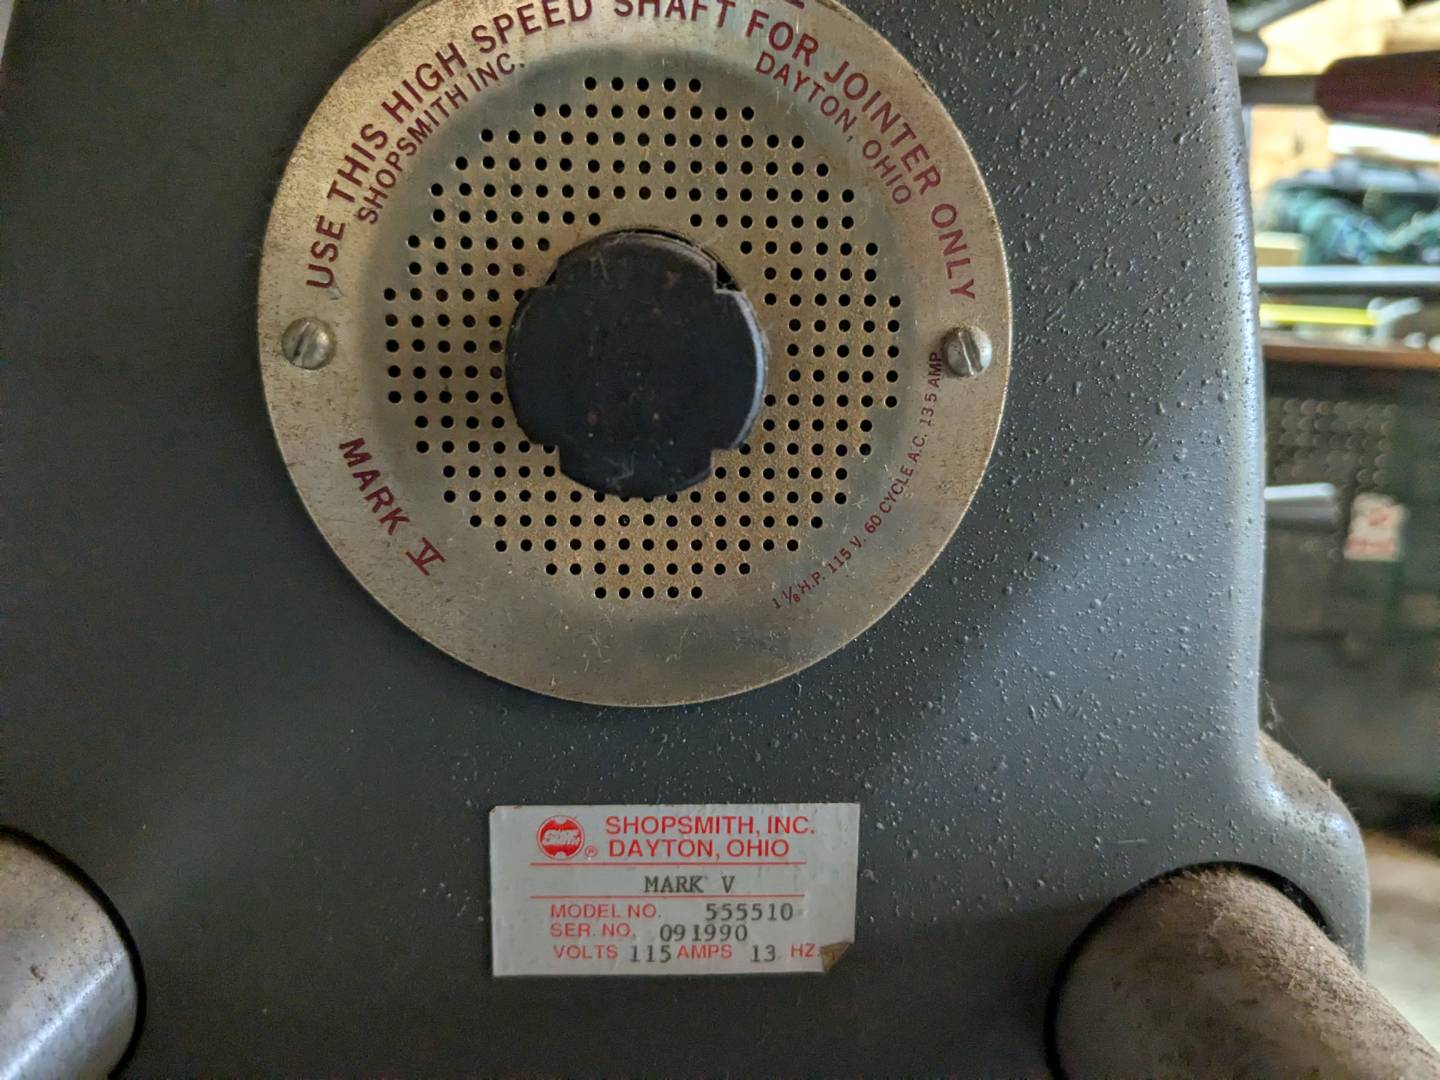 USE THIS HIGH SPEED SHAFT FOR JOINTER ONLY
SHOPSMITH INC. DAYTON, OHIO
MARK V
1 1/8 H.P. 115 V. 60 CYCLE A.C. 13.5 AMP
SHOPSMITH, INC.
DAYTON, OHIO
MARK V
MODEL NO. 555510
SER. NO. 091990
VOLTS 115 AMPS 13 HZ